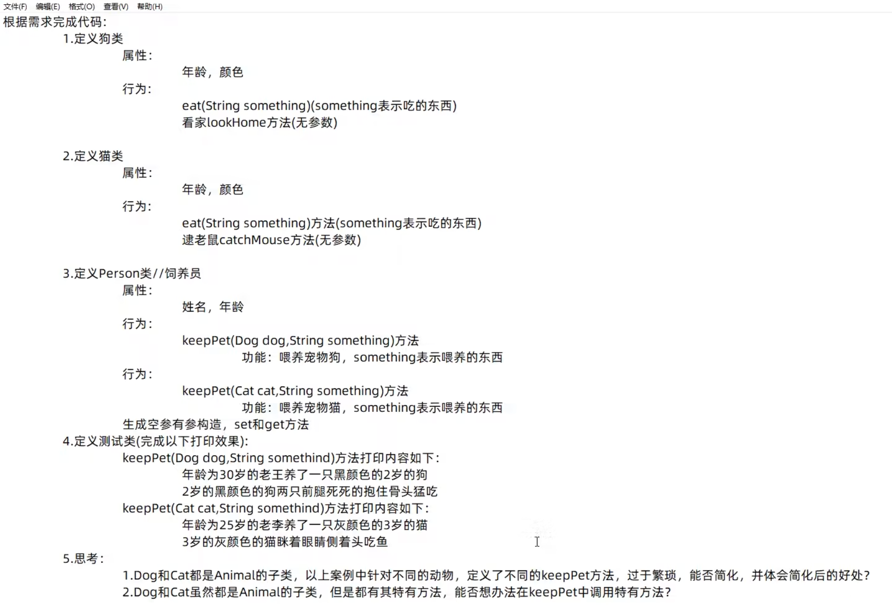 文件(F) 编辑(E) 格式(O) 查看(V) 帮助(H)
根据需求完成代码：
1.定义狗类
属性：
年龄，颜色
行为：
eat(String something)(something表示吃的东西)
看家lookHome方法(无参数)
2.定义猫类
属性：
年龄，颜色
行为：
eat(String something)方法(something表示吃的东西)
逮老鼠catchMouse方法(无参数)
3.定义Person类//饲养员
属性：
姓名，年龄
行为：
keepPet(Dog dog,String something)方法
功能：喂养宠物狗，something表示喂养的东西
行为：
keepPet(Cat cat,String something)方法
功能：喂养宠物猫，something表示喂养的东西
生成空参有参构造，set和get方法
4.定义测试类(完成以下打印效果):
keepPet(Dog dog,String somethind)方法打印内容如下：
年龄为30岁的老王养了一只黑颜色的2岁的狗
2岁的黑颜色的狗两只前腿死死的抱住骨头猛吃
keepPet(Cat cat,String somethind)方法打印内容如下：
年龄为25岁的老李养了一只灰颜色的3岁的猫
3岁的灰颜色的猫眯着眼睛侧着头吃鱼
5.思考：
1.Dog和Cat都是Animal的子类，以上案例中针对不同的动物，定义了不同的keepPet方法，过于繁琐，能否简化，并体会简化后的好处？
2.Dog和Cat虽然都是Animal的子类，但是都有其特有方法，能否想办法在keepPet中调用特有方法？